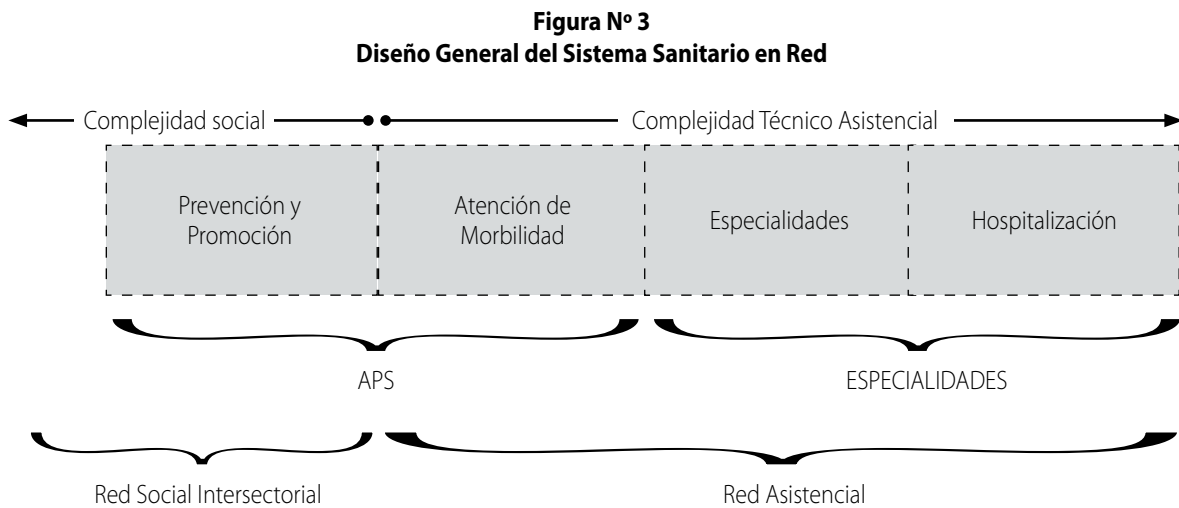 Figura Nº 3
Diseño General del Sistema Sanitario en Red
Complejidad social
Complejidad Técnico Asistencial
Prevención y
Promoción
Atención de
Morbilidad
Especialidades
Hospitalización
APS
ESPECIALIDADES
Red Social Intersectorial
Red Asistencial